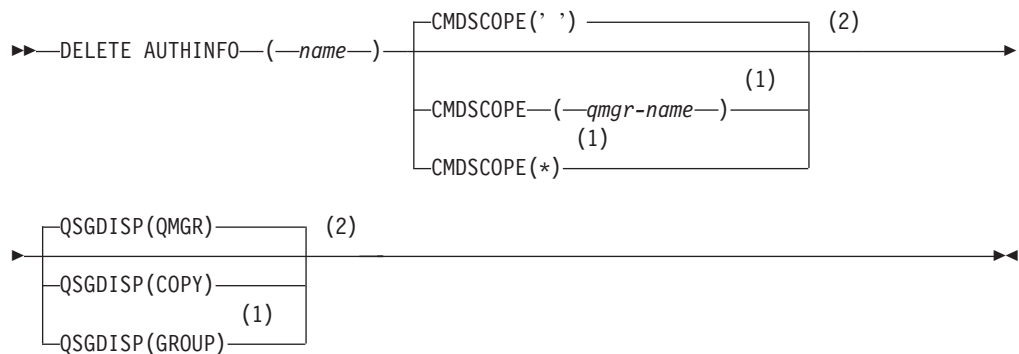 CMDSCOPE(' ') (2)
DELETE AUTHINFO ( name )
(1)
CMDSCOPE ( qmgr-name )
(1)
CMDSCOPE(*)
QSGDISP(QMGR) (2)
QSGDISP(COPY)
(1)
QSGDISP(GROUP)